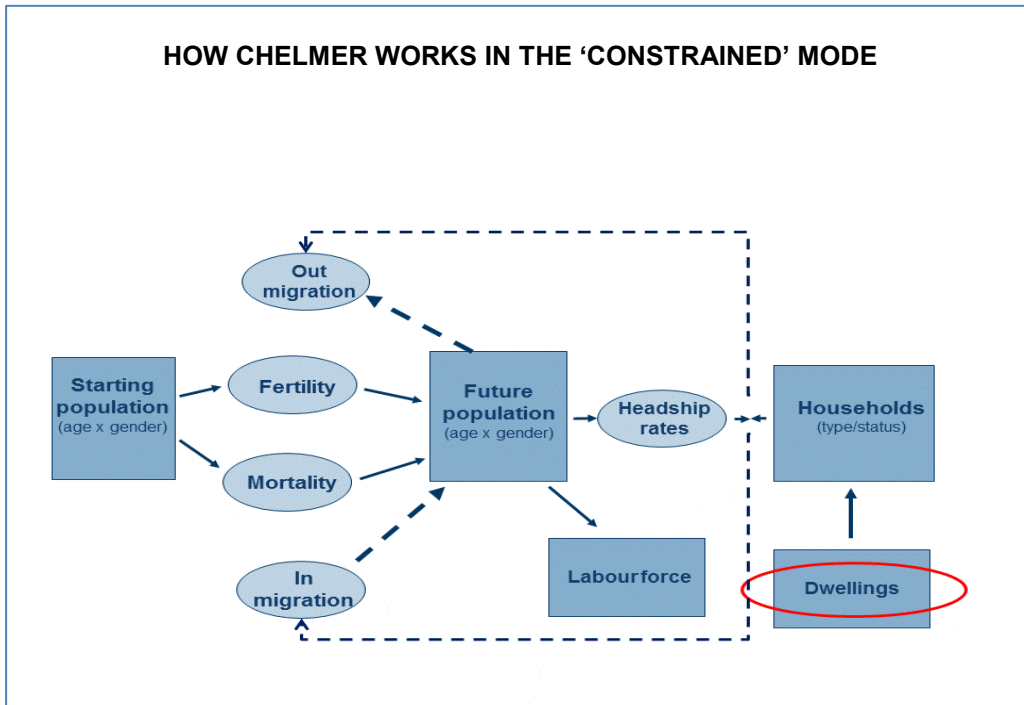 HOW CHELMER WORKS IN THE ‘CONSTRAINED’ MODE
Out
migration
Starting
population
(age x gender)
Fertility
Mortality
In
migration
Future
population
(age x gender)
Headship
rates
Labourforce
Households
(type/status)
Dwellings